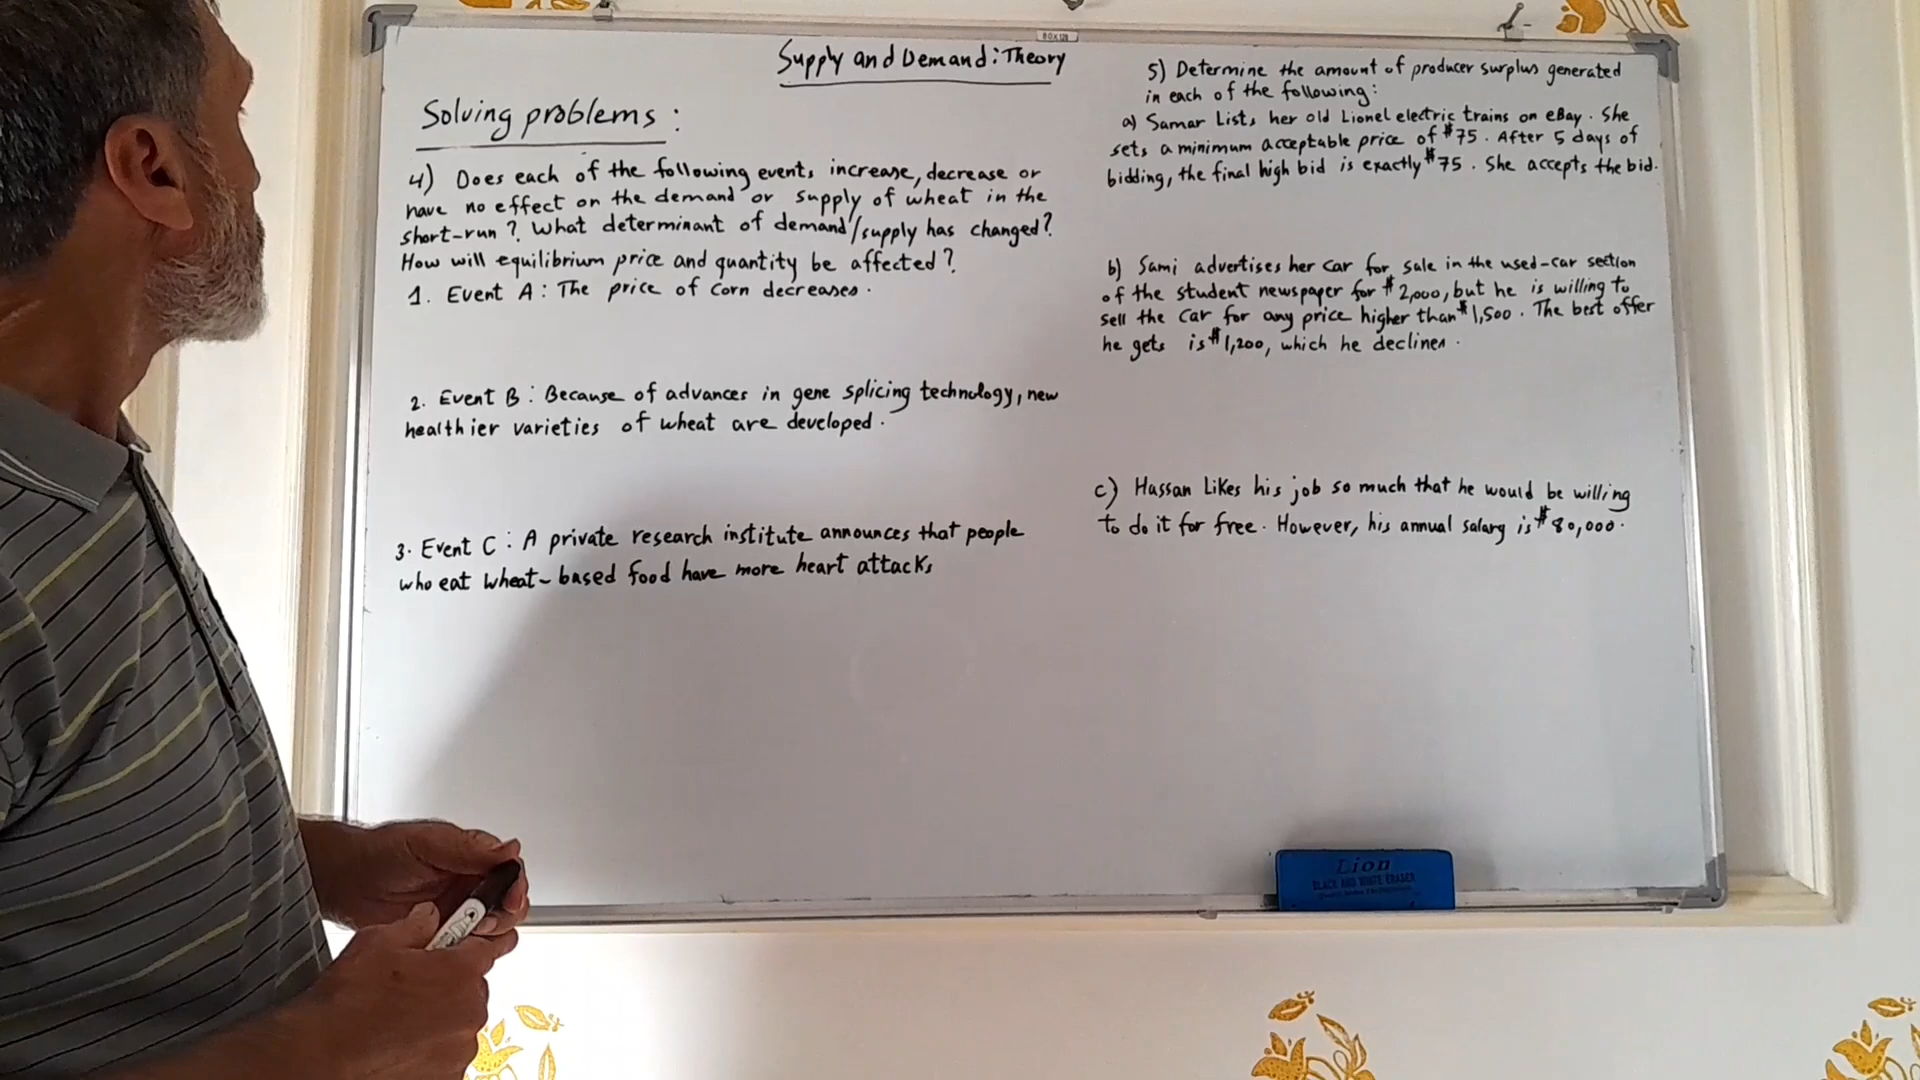 Supply and Demand: Theory
Solving problems:
4) Does each of the following events increase, decrease or
have no effect on the demand or supply of wheat in the
short-run? What determinant of demand/supply has changed?
How will equilibrium price and quantity be affected?
1. Event A: The price of corn decreases.
2. Event B: Because of advances in gene splicing technology, new
healthier varieties of wheat are developed.
3. Event C: A private research institute announces that people
who eat wheat-based food have more heart attacks
5) Determine the amount of producer surplus generated
in each of the following:
a) Samar Lists her old Lionel electric trains on eBay. She
sets a minimum acceptable price of $75. After 5 days of
bidding, the final high bid is exactly $75. She accepts the bid.
b) Sami advertises her car for sale in the used-car section
of the student newspaper for $2,000, but he is willing to
sell the car for any price higher than $1,500. The best offer
he gets is $1,200, which he declines.
c) Hassan Likes his job so much that he would be willing
to do it for free. However, his annual salary is $80,000.
Lion
BLACK AND WHITE ERASER